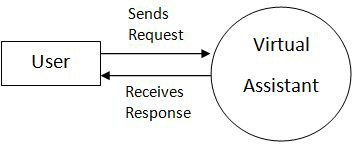 Sends
Request
User
Virtual
Assistant
Receives
Response